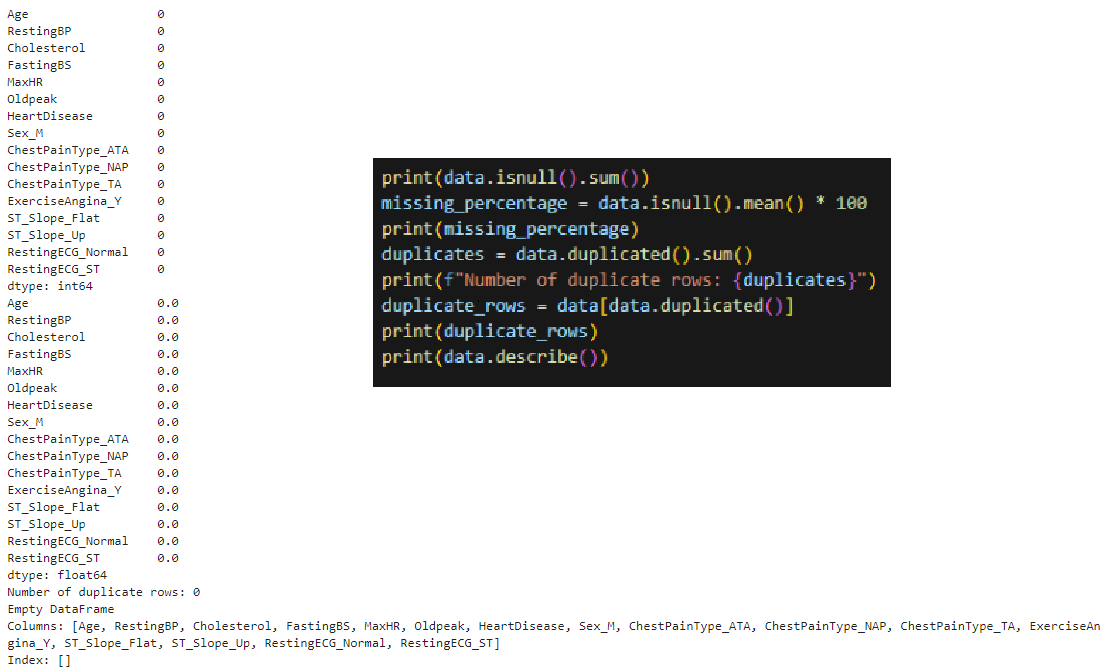 Age 0
RestingBP 0
Cholesterol 0
FastingBS 0
MaxHR 0
Oldpeak 0
HeartDisease 0
Sex_M 0
ChestPainType_ATA 0
ChestPainType_NAP 0
ChestPainType_TA 0
ExerciseAngina_Y 0
ST_Slope_Flat 0
ST_Slope_Up 0
RestingECG_Normal 0
RestingECG_ST 0
dtype: int64
Age 0.0
RestingBP 0.0
Cholesterol 0.0
FastingBS 0.0
MaxHR 0.0
Oldpeak 0.0
HeartDisease 0.0
Sex_M 0.0
ChestPainType_ATA 0.0
ChestPainType_NAP 0.0
ChestPainType_TA 0.0
ExerciseAngina_Y 0.0
ST_Slope_Flat 0.0
ST_Slope_Up 0.0
RestingECG_Normal 0.0
RestingECG_ST 0.0
dtype: float64
Number of duplicate rows: 0
Empty DataFrame
Columns: [Age, RestingBP, Cholesterol, FastingBS, MaxHR, Oldpeak, HeartDisease, Sex_M, ChestPainType_ATA, ChestPainType_NAP, ChestPainType_TA, ExerciseAn
gina_Y, ST_Slope_Flat, ST_Slope_Up, RestingECG_Normal, RestingECG_ST]
Index: []
print(data.isnull().sum())
missing_percentage = data.isnull().mean() * 100
print(missing_percentage)
duplicates = data.duplicated().sum()
print(f"Number of duplicate rows: {duplicates}")
duplicate_rows = data[data.duplicated()]
print(duplicate_rows)
print(data.describe())